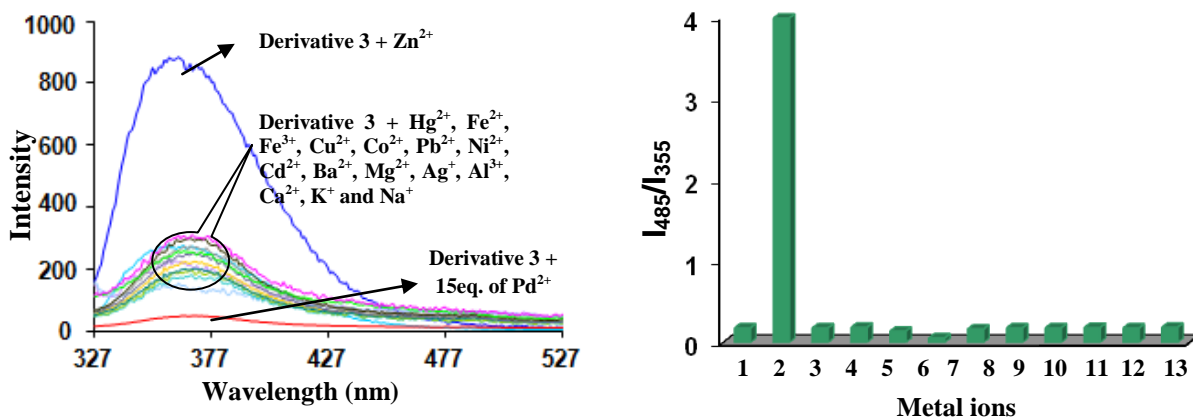 1000
800
600
400
200
0
Intensity
327 377 427 477 527
Wavelength (nm)
Derivative 3 + Zn²⁺
Derivative 3 + Hg²⁺, Fe²⁺,
Fe³⁺, Cu²⁺, Co²⁺, Pb²⁺, Ni²⁺,
Cd²⁺, Ba²⁺, Mg²⁺, Ag⁺, Al³⁺,
Ca²⁺, K⁺ and Na⁺
Derivative 3 +
15eq. of Pd²⁺
4
3
2
1
0
I₄₈₅/I₃₅₅
1 2 3 4 5 6 7 8 9 10 11 12 13
Metal ions